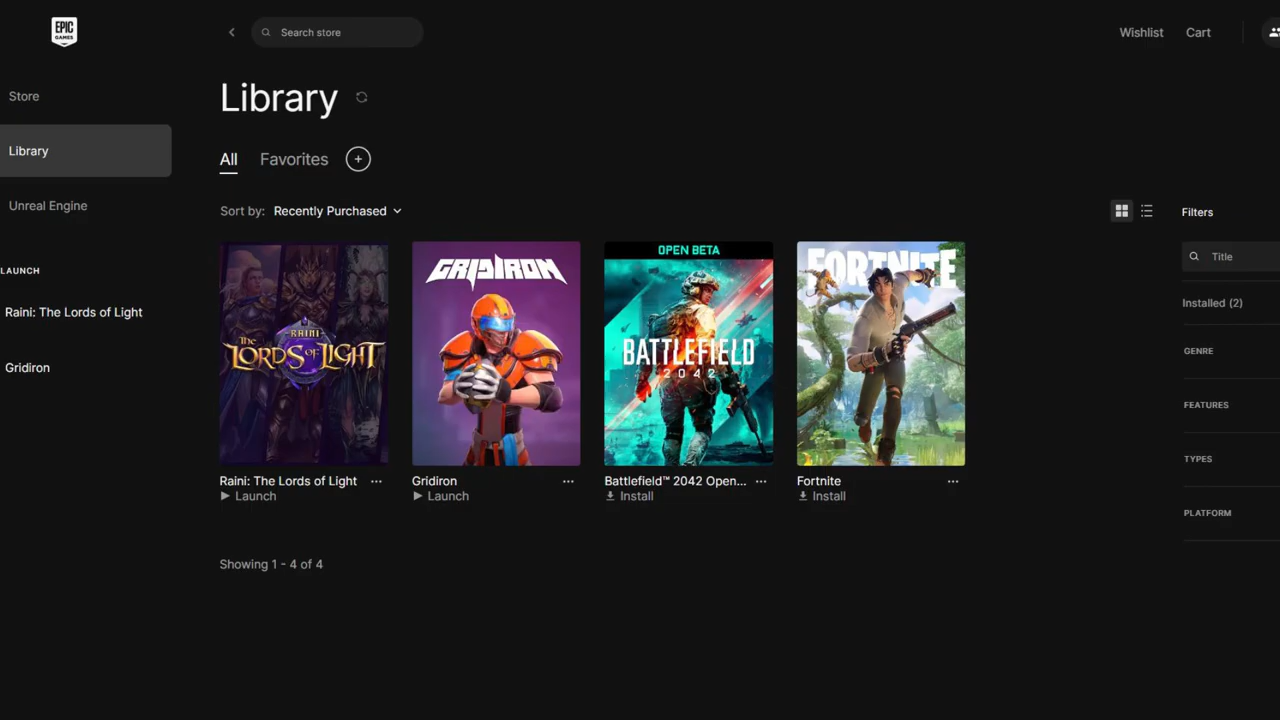 EPIC
GAMES
Search store
Wishlist
Cart
Store
Library
Unreal Engine
LAUNCH
Raini: The Lords of Light
Gridiron
Library
All
Favorites
Sort by: Recently Purchased
RAINI
The
LORDS OF LIGHT
GRIDIRON
OPEN BETA
BATTLEFIELD
2042
FORTNITE
Raini: The Lords of Light ...
Launch
Gridiron ...
Launch
Battlefield™ 2042 Open... ...
Install
Fortnite ...
Install
Showing 1 - 4 of 4
Filters
Title
Installed (2)
GENRE
FEATURES
TYPES
PLATFORM